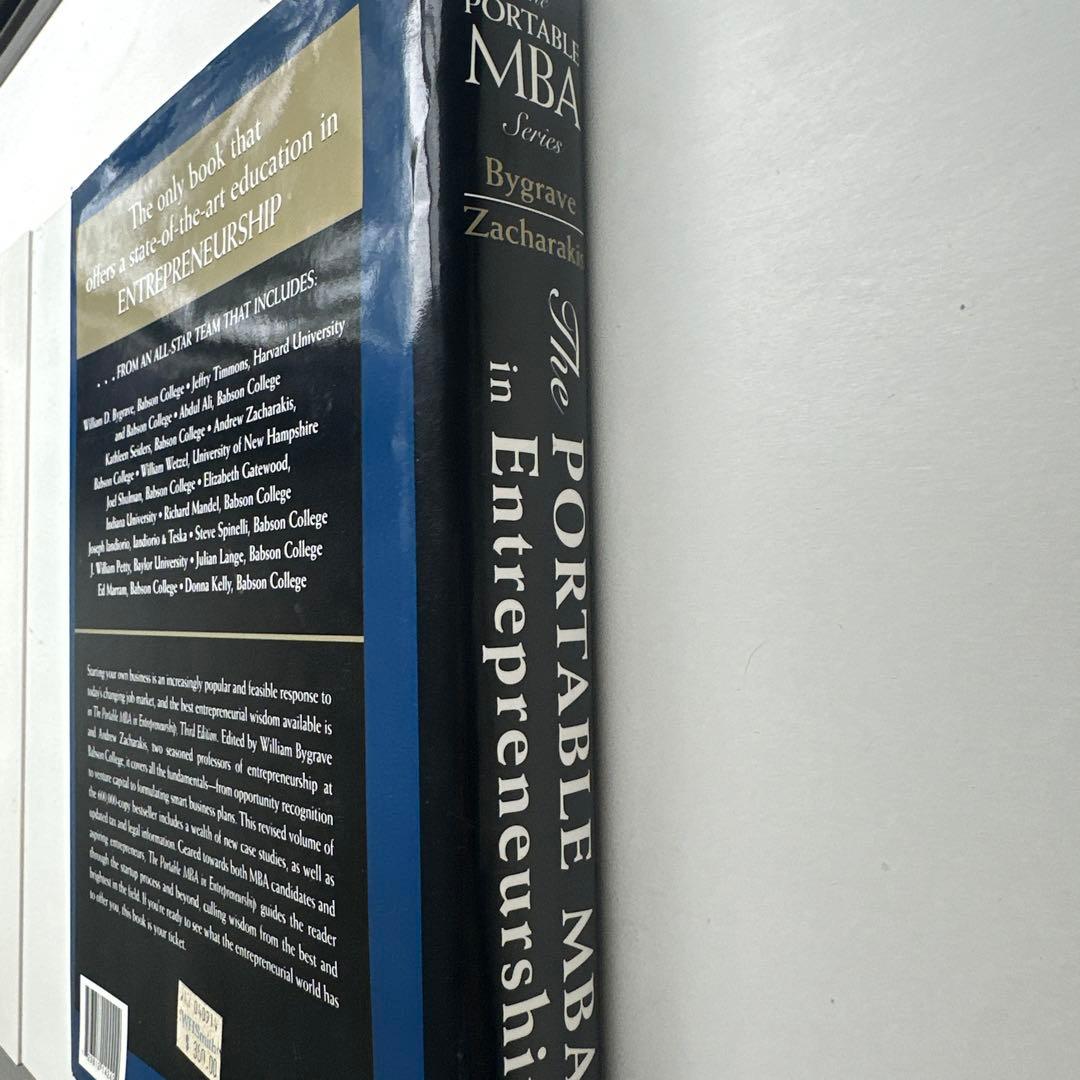 The only book that
offers a state-of-the-art education in
ENTREPRENEURSHIP
. . . FROM AN ALL-STAR TEAM THAT INCLUDES:
William D. Bygrave, Babson College • Jeffry Timmons, Harvard University
and Babson College • Abdul Ali, Babson College
Kathleen Seiders, Babson College • Andrew Zacharakis,
Babson College • William Wetzel, University of New Hampshire
Joel Shulman, Babson College • Elizabeth Gatewood,
Indiana University • Richard Mandel, Babson College
Joseph Iandiorio, Iandiorio & Teska • Steve Spinelli, Babson College
J. William Petty, Baylor University • Julian Lange, Babson College
Ed Marram, Babson College • Donna Kelly, Babson College
Starting your own business is an increasingly popular and feasible response to
today's changing job market, and the best entrepreneurial wisdom available is
in The Portable MBA in Entrepreneurship, Third Edition. Edited by William Bygrave
and Andrew Zacharakis, two seasoned professors of entrepreneurship at
Babson College, it covers all the fundamentals—from opportunity recognition
to venture capital to formulating smart business plans. This revised volume of
the 600,000-copy bestseller includes a wealth of new case studies, as well as
updated tax and legal information. Geared towards both MBA candidates and
aspiring entrepreneurs, The Portable MBA in Entrepreneurship guides the reader
through the startup process and beyond, culling wisdom from the best and
brightest in the field. If you're ready to see what the entrepreneurial world has
to offer you, this book is your ticket.
$ 360.00
PORTABLE
MBA
Series
Bygrave
Zacharakis
The PORTABLE MBA
in Entrepreneurshi